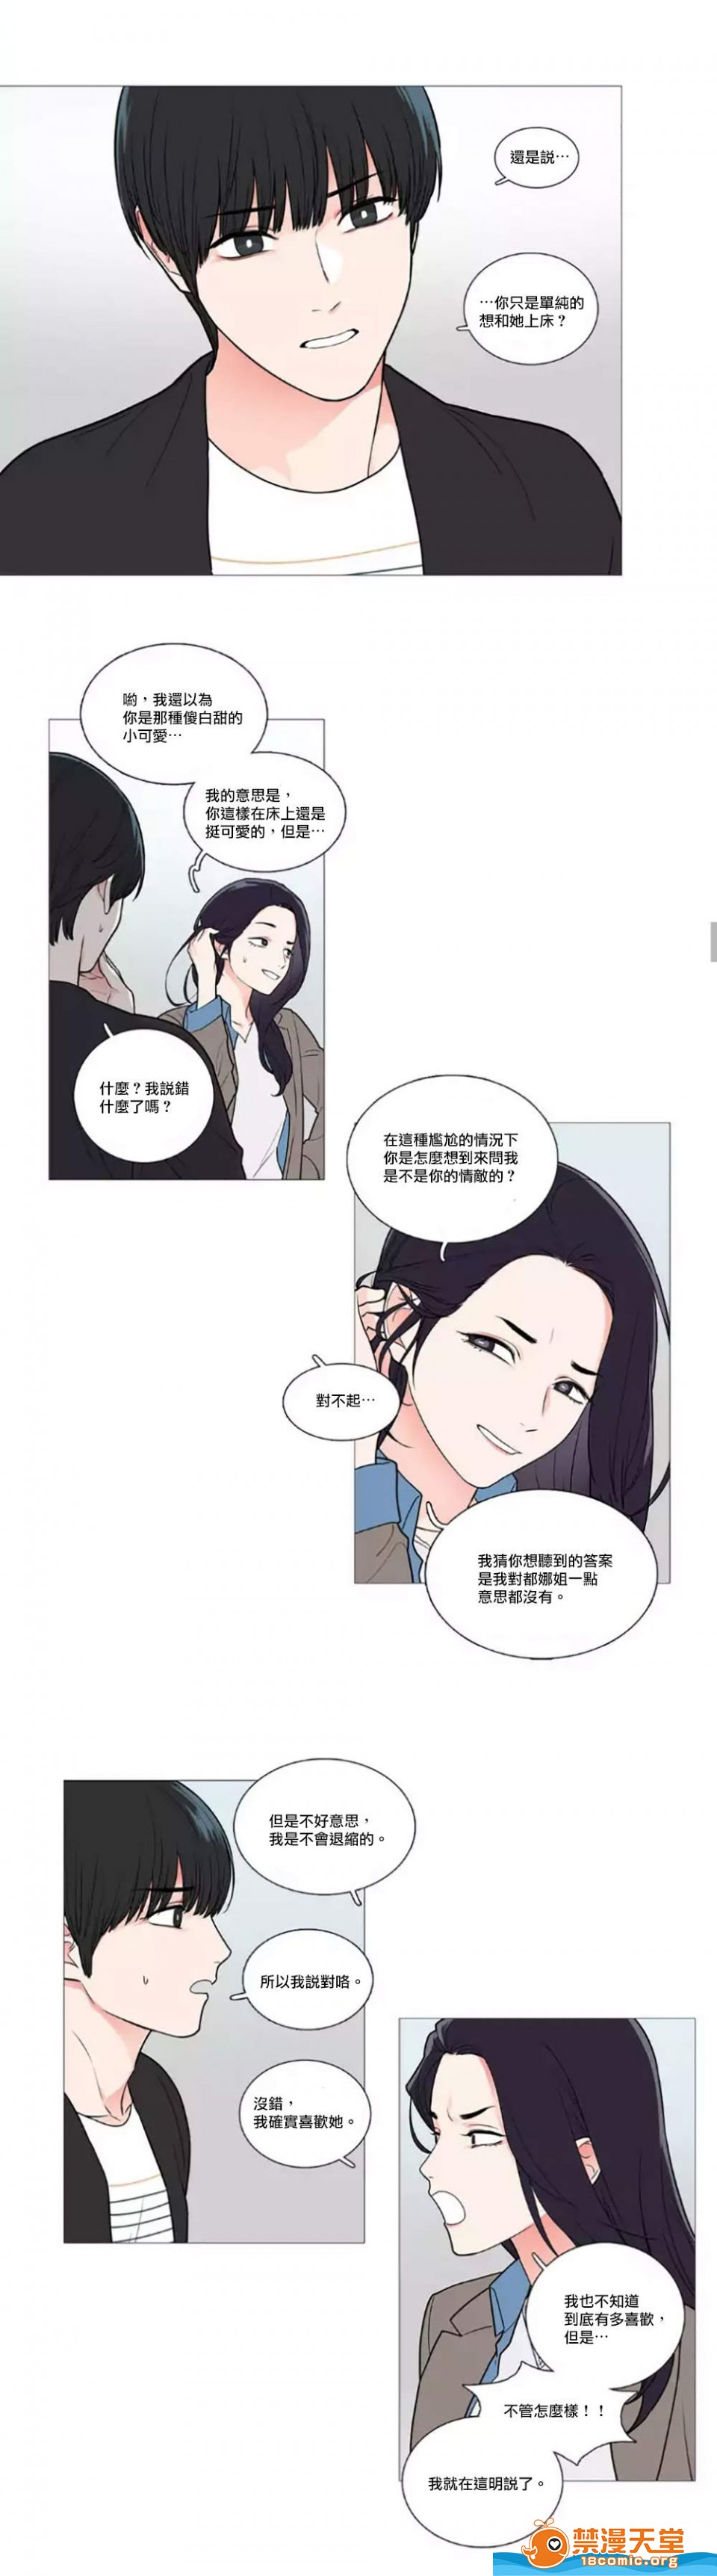 還是說…
…你只是單純的
想和她上床？
喲，我還以為
你是那種傻白甜的
小可愛…
我的意思是，
你這樣在床上還是
挺可愛的，但是…
什麼？我說錯
什麼了嗎？
在這種尷尬的情況下
你是怎麼想到來問我
是不是你的情敵的？
對不起…
我猜你想聽到的答案
是我對都娜姐一點
意思都沒有。
但是不好意思，
我是不會退縮的。
所以我說對咯。
沒錯，
我確實喜歡她。
我也不知道
到底有多喜歡，
但是…
不管怎麼樣！！
我就在這明說了。
禁漫天堂
18comic.org